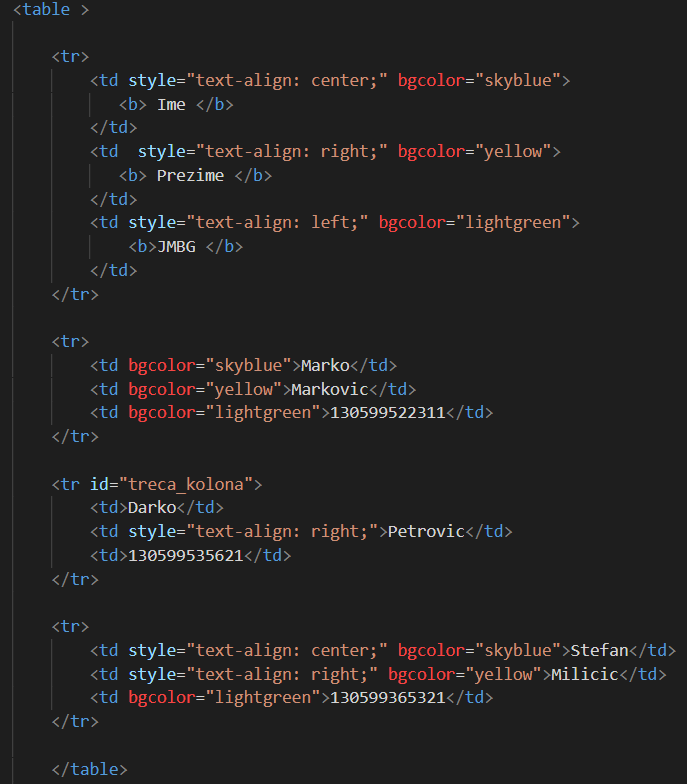 <table >
<tr>
<td style="text-align: center;" bgcolor="skyblue">
<b> Ime </b>
</td>
<td  style="text-align: right;" bgcolor="yellow">
<b> Prezime </b>
</td>
<td style="text-align: left;" bgcolor="lightgreen">
<b>JMBG </b>
</td>
</tr>
<tr>
<td bgcolor="skyblue">Marko</td>
<td bgcolor="yellow">Markovic</td>
<td bgcolor="lightgreen">130599522311</td>
</tr>
<tr id="treca_kolona">
<td>Darko</td>
<td style="text-align: right;">Petrovic</td>
<td>130599535621</td>
</tr>
<tr>
<td style="text-align: center;" bgcolor="skyblue">Stefan</td>
<td style="text-align: right;" bgcolor="yellow">Milicic</td>
<td bgcolor="lightgreen">130599365321</td>
</tr>
</table>